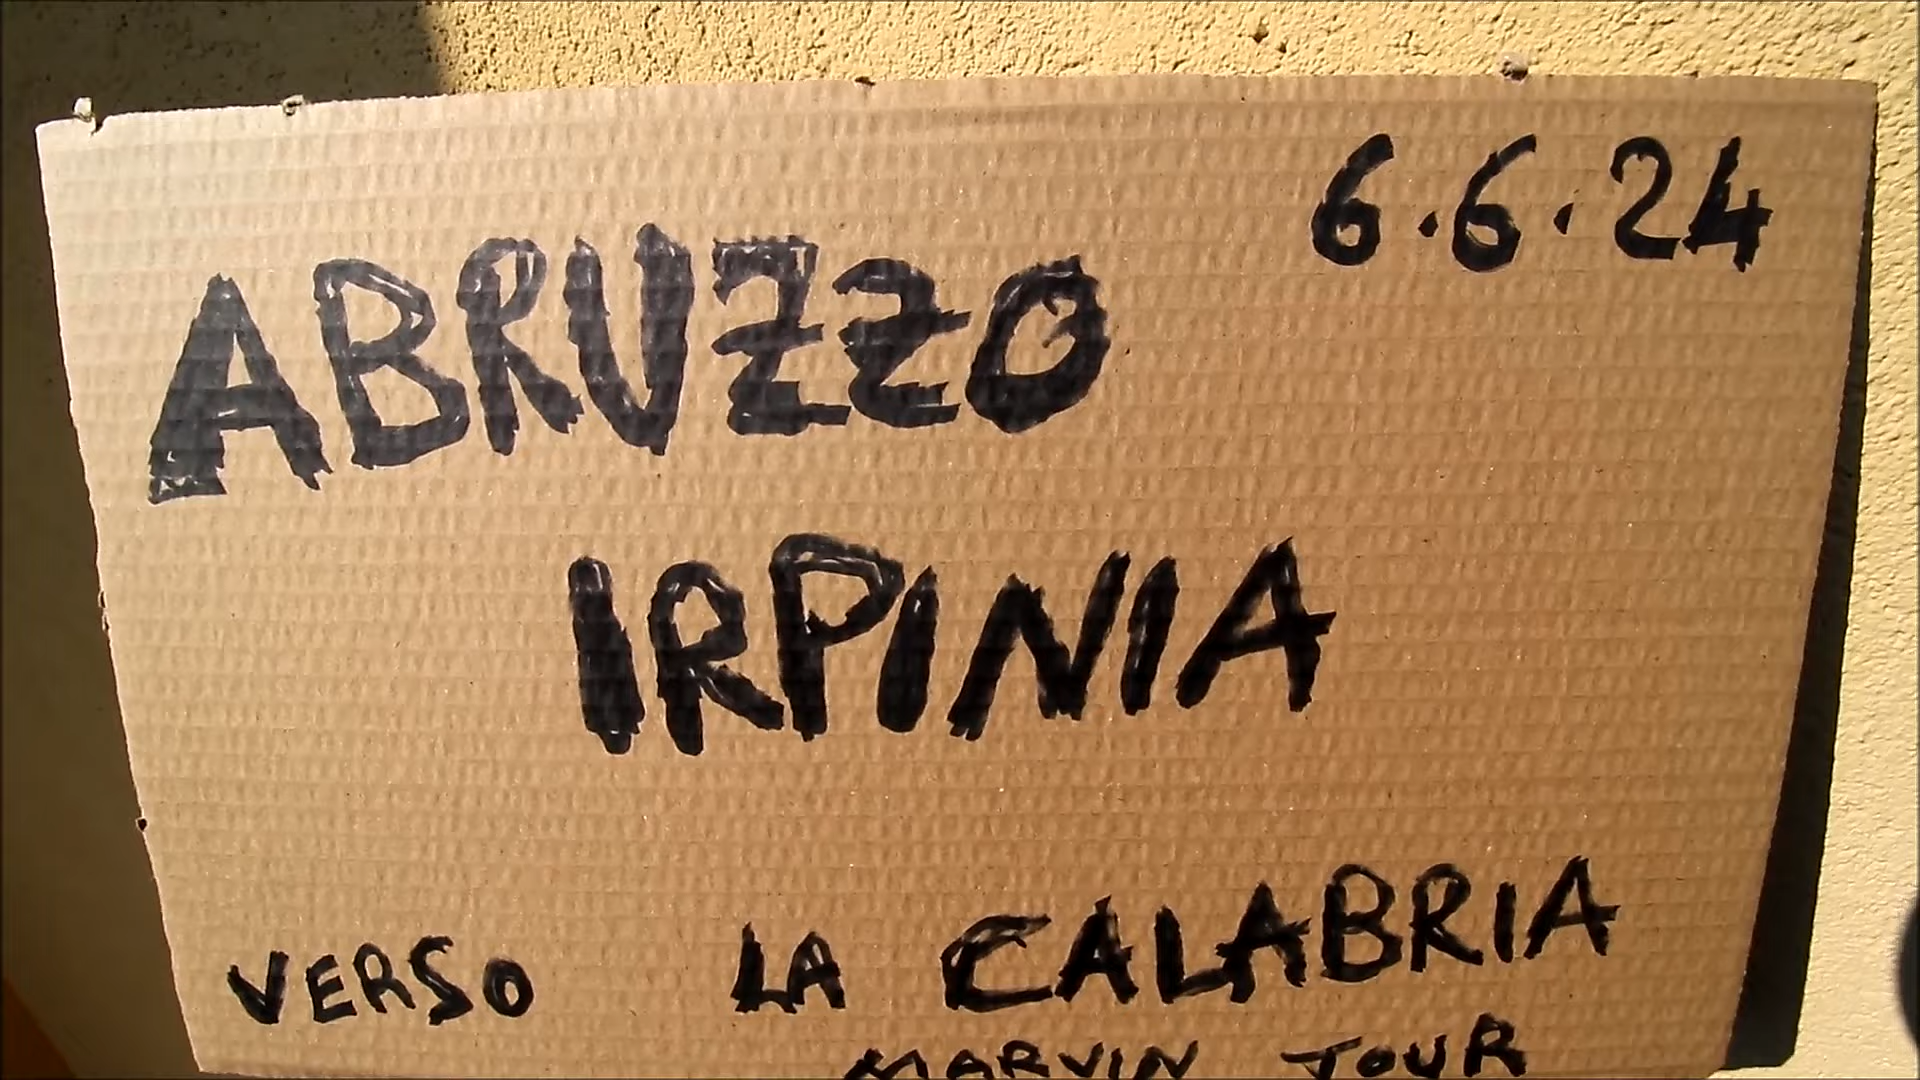 6.6.24
ABRUZZO
IRPINIA
VERSO LA CALABRIA
MARVIN TOUR